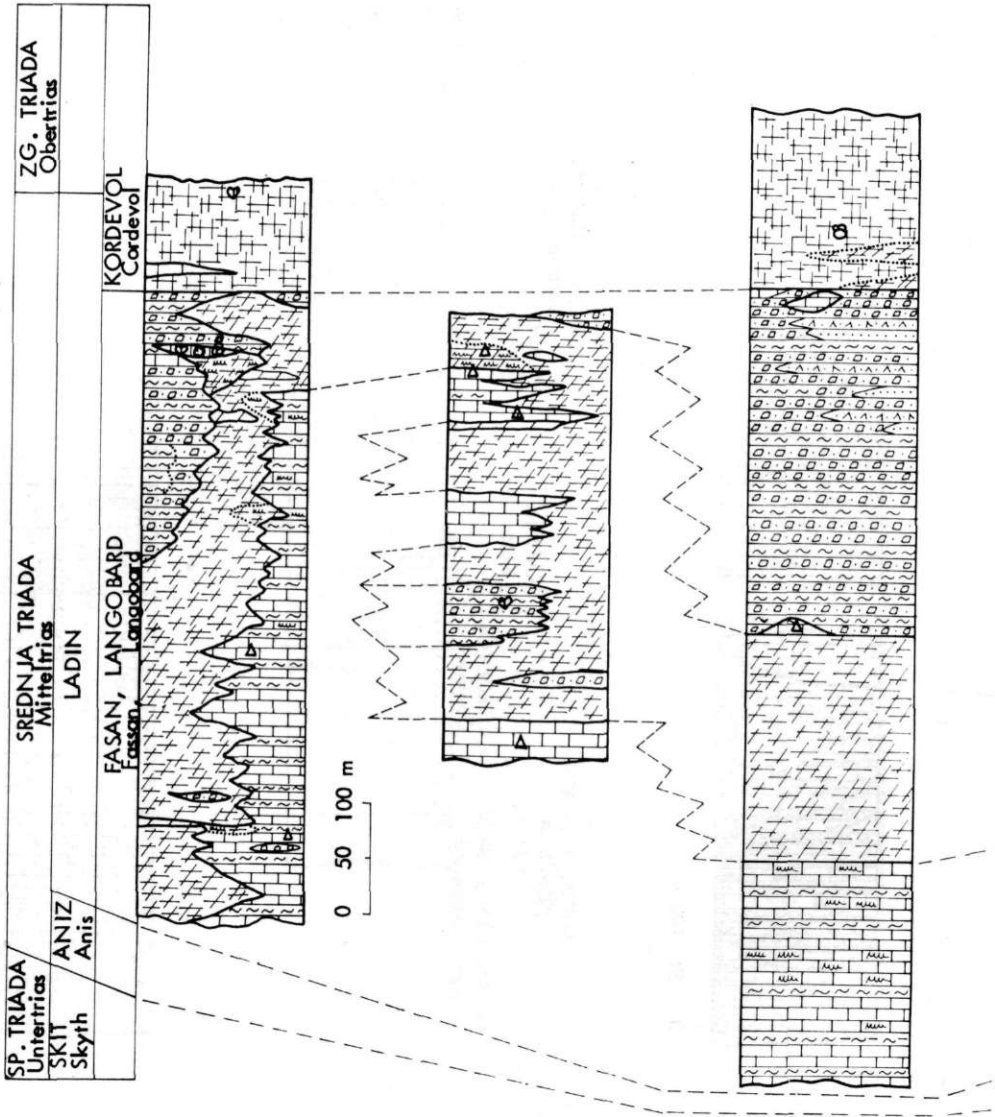 SP. TRIADA
Untertrias
SREDNJA TRIADA
Mitteltrias
ZG. TRIADA
Obertrias
SKIT
Skyth
ANIZ
Anis
LADIN
FASAN, LANGOBARD
Fassan, Langobard
KORDEVOL
Cordevol
0 50 100 m